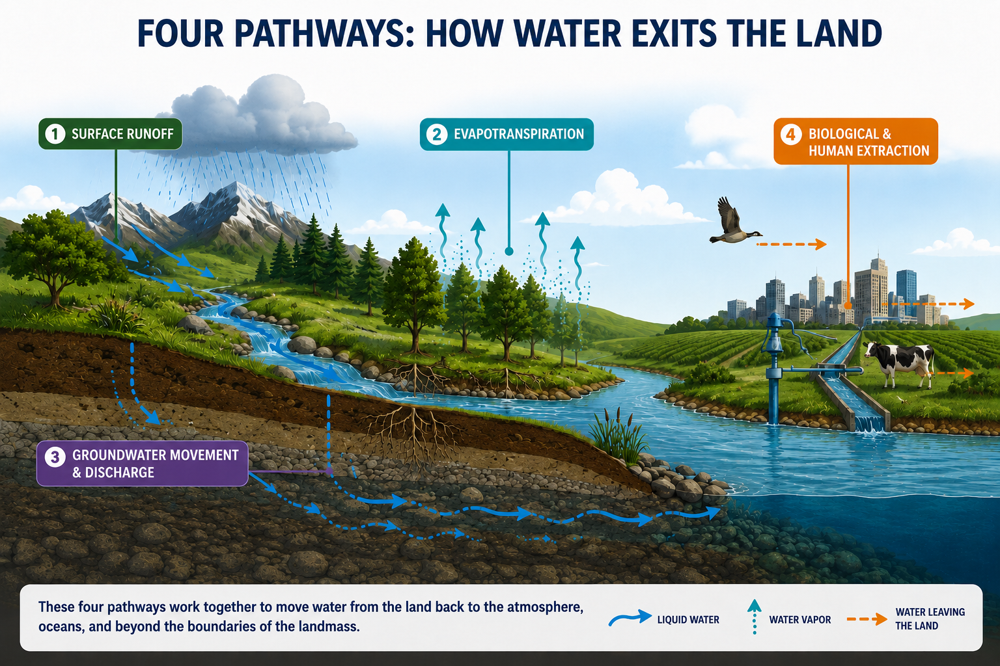 FOUR PATHWAYS: HOW WATER EXITS THE LAND
1 SURFACE RUNOFF
2 EVAPOTRANSPIRATION
4 BIOLOGICAL &
HUMAN EXTRACTION
3 GROUNDWATER MOVEMENT
& DISCHARGE
These four pathways work together to move water from the land back to the atmosphere,
oceans, and beyond the boundaries of the landmass.
LIQUID WATER
WATER VAPOR
WATER LEAVING
THE LAND